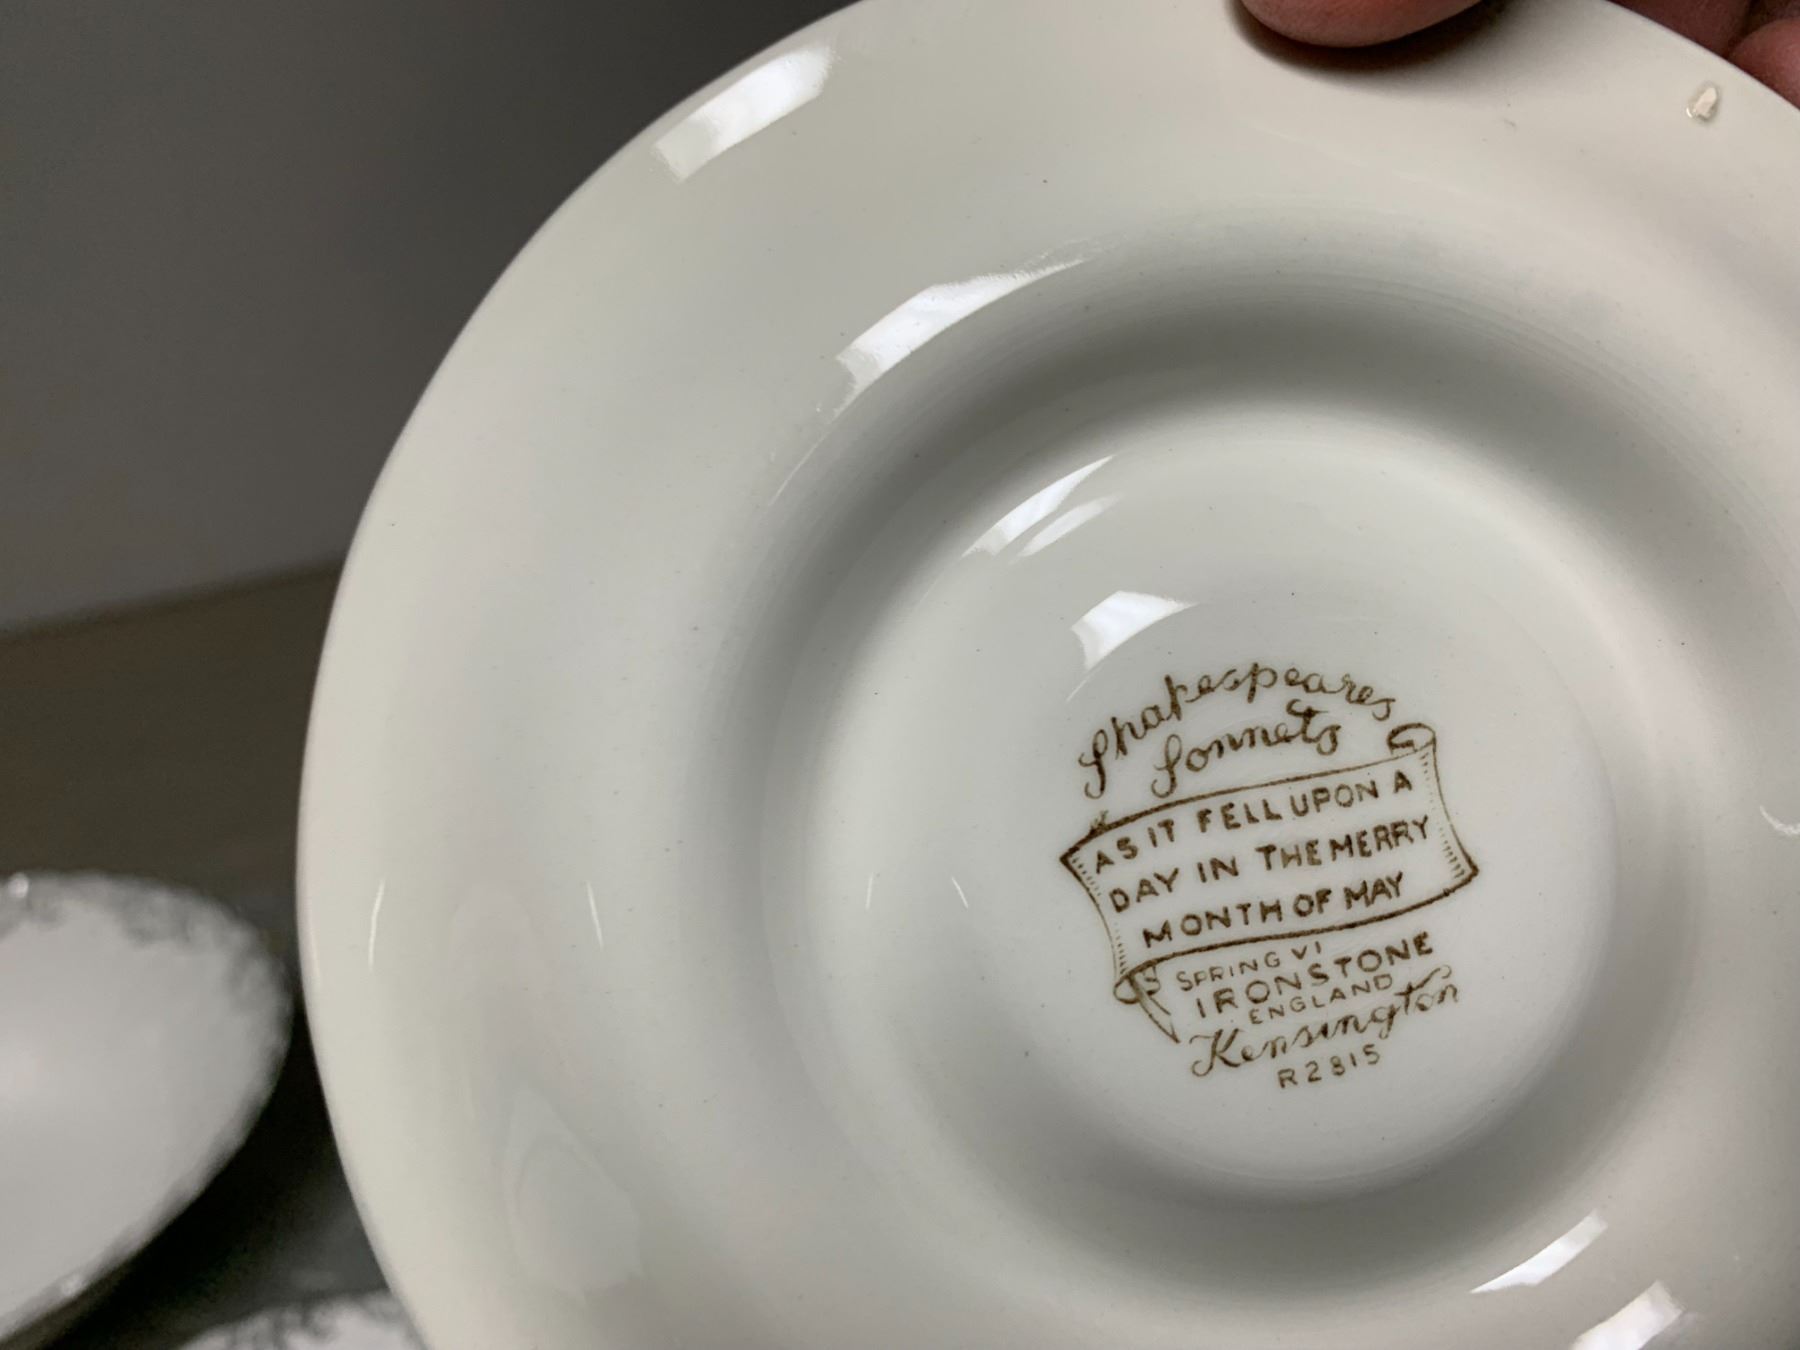 Shakespeares
Sonnets
AS IT FELL UPON A
DAY IN THE MERRY
MONTH OF MAY
SPRING VI
IRONSTONE
ENGLAND
Kensington
R2815